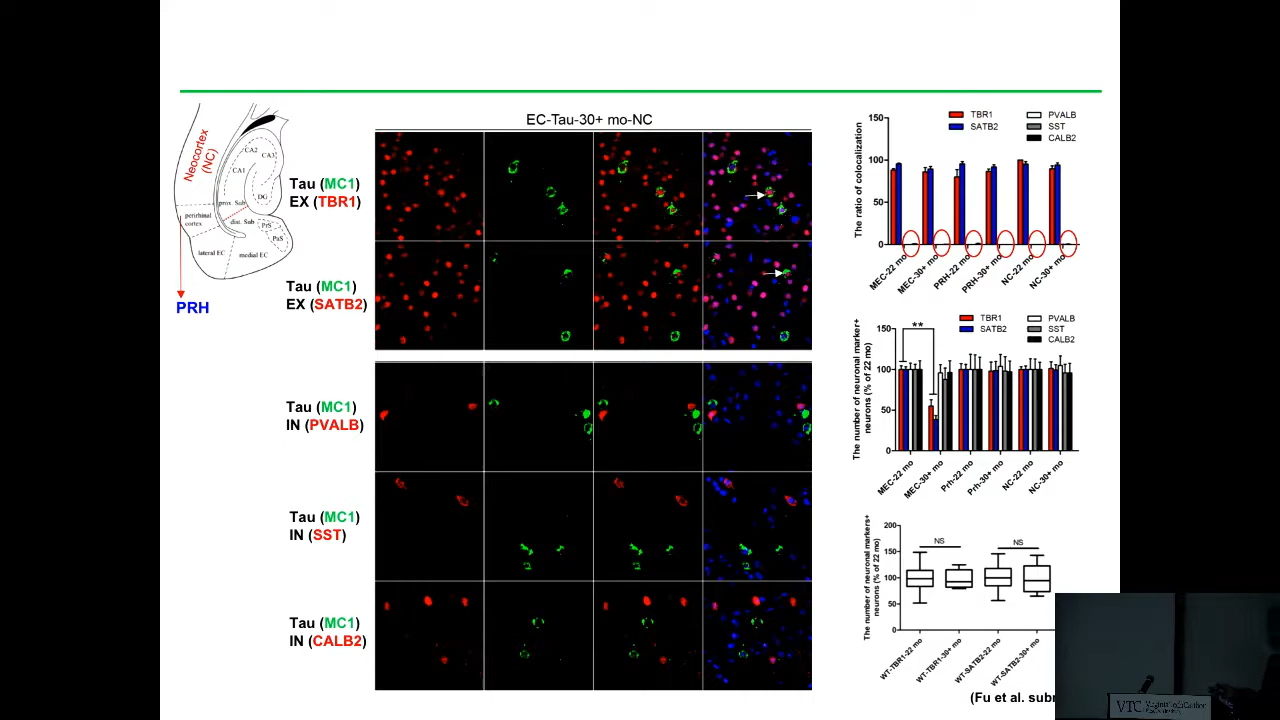 EC-Tau-30+ mo-NC
Neocortex
(NC)
CA2
CA3
CA1
DG
prox. Sub
dist. Sub
PrS
PaS
perirhinal
cortex
lateral EC
medial EC
PRH
Tau (MC1)
EX (TBR1)
Tau (MC1)
EX (SATB2)
Tau (MC1)
IN (PVALB)
Tau (MC1)
IN (SST)
Tau (MC1)
IN (CALB2)
TBR1
SATB2
PVALB
SST
CALB2
The ratio of colocalization
150
100
50
0
MEC-22 mo
MEC-30+ mo
PRH-22 mo
PRH-30+ mo
NC-22 mo
NC-30+ mo
TBR1
SATB2
PVALB
SST
CALB2
The number of neuronal marker+
neurons (% of 22 mo)
150
100
50
0
**
MEC-22 mo
MEC-30+ mo
Prh-22 mo
Prh-30+ mo
NC-22 mo
NC-30+ mo
The number of neuronal markers+
neurons (% of 22 mo)
200
150
100
50
0
NS
NS
WT-TBR1-22 mo
WT-TBR1-30+ mo
WT-SATB2-22 mo
WT-SATB2-30+ mo
(Fu et al. subm
VTC